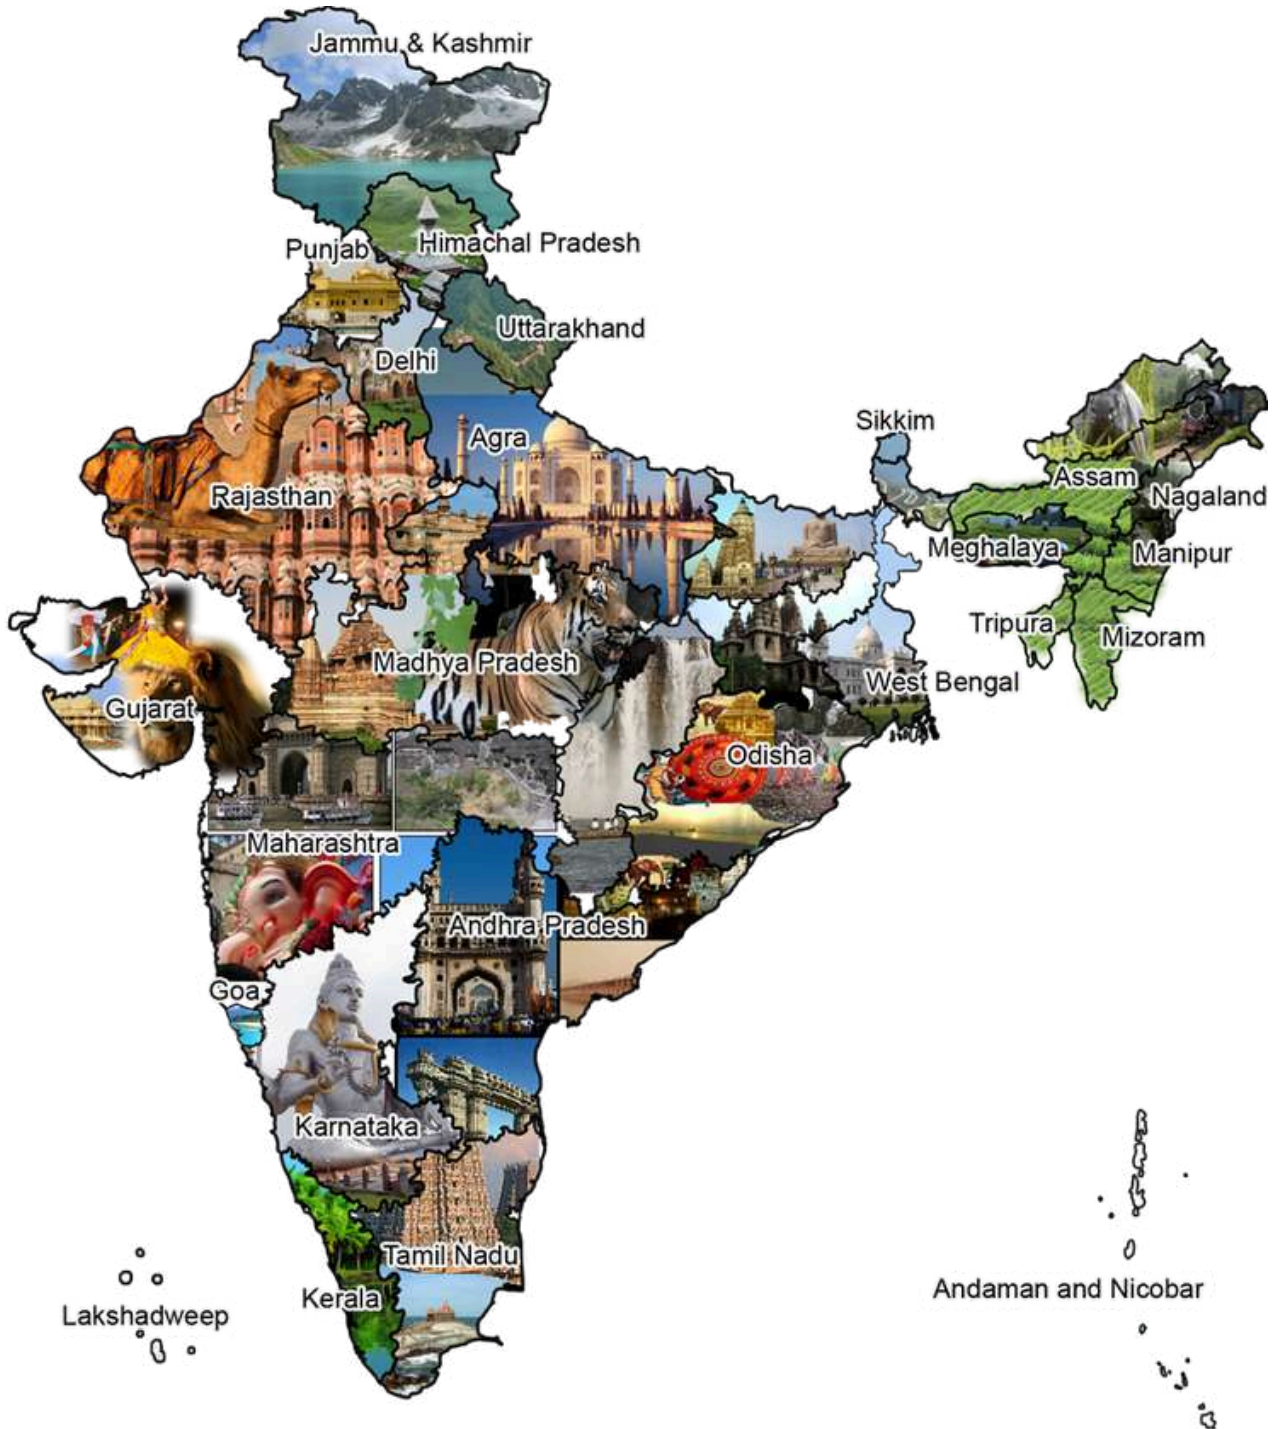 Jammu & Kashmir
Punjab
Himachal Pradesh
Uttarakhand
Delhi
Sikkim
Agra
Assam
Rajasthan
Nagaland
Meghalaya
Manipur
Tripura
Mizoram
Madhya Pradesh
West Bengal
Gujarat
Odisha
Maharashtra
Andhra Pradesh
Goa
Karnataka
Tamil Nadu
Andaman and Nicobar
Kerala
Lakshadweep